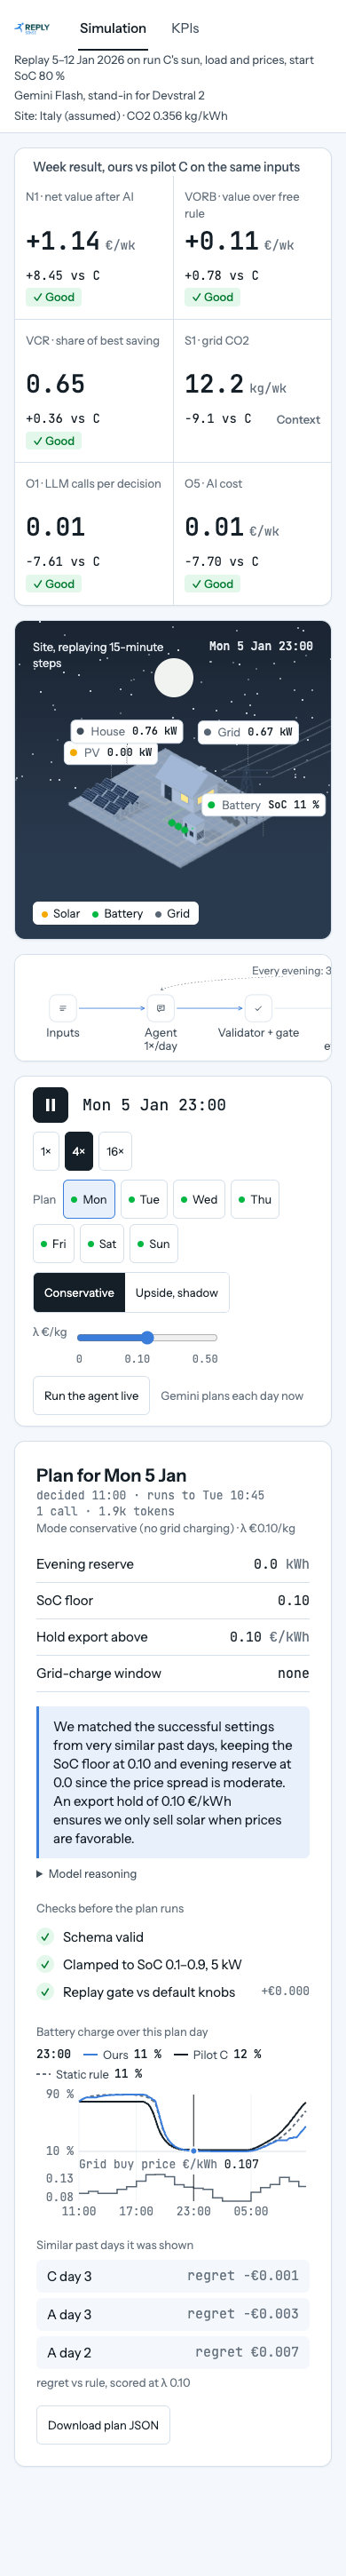 REPLY
Simulation KPIs
Replay 5–12 Jan 2026 on run C's sun, load and prices, start
SoC 80 %
Gemini Flash, stand-in for Devstral 2
Site: Italy (assumed) · CO2 0.356 kg/kWh
Week result, ours vs pilot C on the same inputs
N1 · net value after AI
+1.14 €/wk
+8.45 vs C
✓ Good
VORB · value over free
rule
+0.11 €/wk
+0.78 vs C
✓ Good
VCR · share of best saving
0.65
+0.36 vs C
✓ Good
S1 · grid CO2
12.2 kg/wk
-9.1 vs C Context
O1 · LLM calls per decision
0.01
-7.61 vs C
✓ Good
O5 · AI cost
0.01 €/wk
-7.70 vs C
✓ Good
Site, replaying 15-minute
steps
Mon 5 Jan 23:00
House 0.76 kW
Grid 0.67 kW
PV 0.00 kW
Battery SoC 11 %
Solar Battery Grid
Every evening: 3
Inputs
Agent
1×/day
Validator + gate
Mon 5 Jan 23:00
1× 4× 16×
Plan Mon Tue Wed Thu
Fri Sat Sun
Conservative Upside, shadow
λ €/kg
0 0.10 0.50
Run the agent live Gemini plans each day now
Plan for Mon 5 Jan
decided 11:00 · runs to Tue 10:45
1 call · 1.9k tokens
Mode conservative (no grid charging) · λ €0.10/kg
Evening reserve 0.0 kWh
SoC floor 0.10
Hold export above 0.10 €/kWh
Grid-charge window none
We matched the successful settings
from very similar past days, keeping the
SoC floor at 0.10 and evening reserve at
0.0 since the price spread is moderate.
An export hold of 0.10 €/kWh
ensures we only sell solar when prices
are favorable.
▶ Model reasoning
Checks before the plan runs
Schema valid
Clamped to SoC 0.1–0.9, 5 kW
Replay gate vs default knobs +€0.000
Battery charge over this plan day
23:00 Ours 11 % Pilot C 12 %
Static rule 11 %
90 %
10 %
Grid buy price €/kWh 0.107
0.13
0.08
11:00 17:00 23:00 05:00
Similar past days it was shown
C day 3 regret -€0.001
A day 3 regret -€0.003
A day 2 regret €0.007
regret vs rule, scored at λ 0.10
Download plan JSON